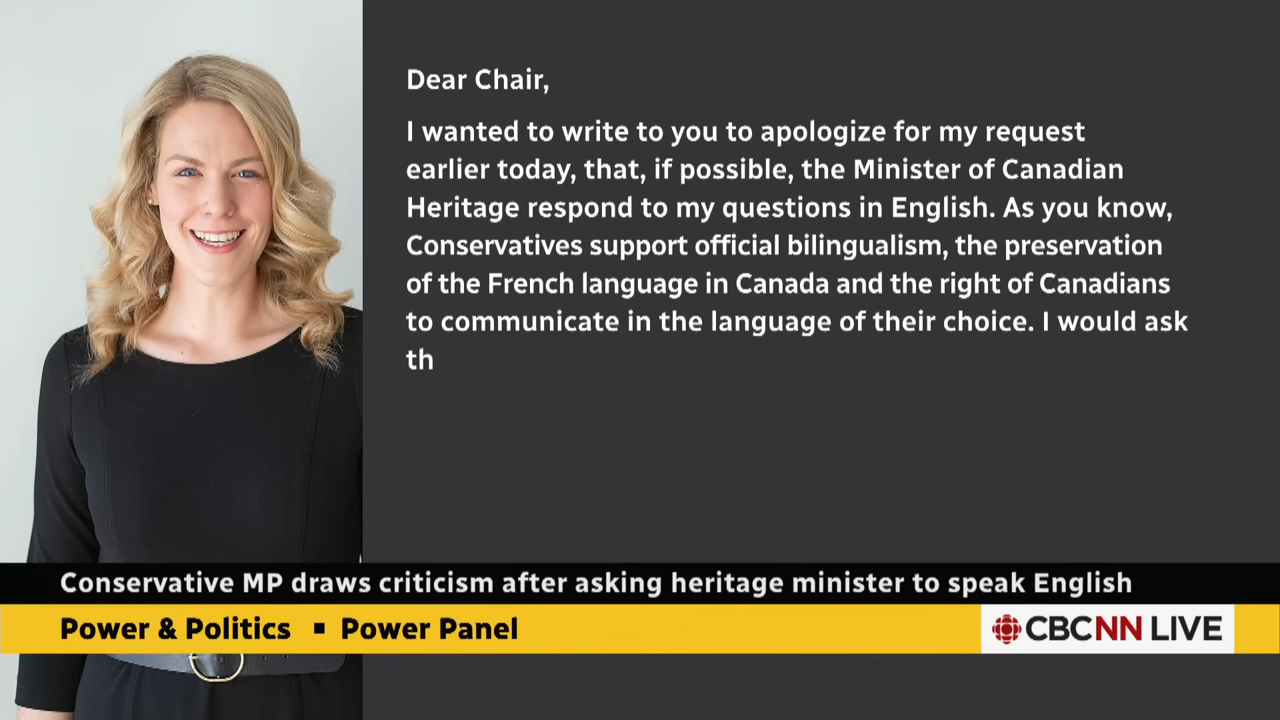 Dear Chair,
I wanted to write to you to apologize for my request
earlier today, that, if possible, the Minister of Canadian
Heritage respond to my questions in English. As you know,
Conservatives support official bilingualism, the preservation
of the French language in Canada and the right of Canadians
to communicate in the language of their choice. I would ask
th
Conservative MP draws criticism after asking heritage minister to speak English
Power & Politics ▪ Power Panel
CBCNN LIVE